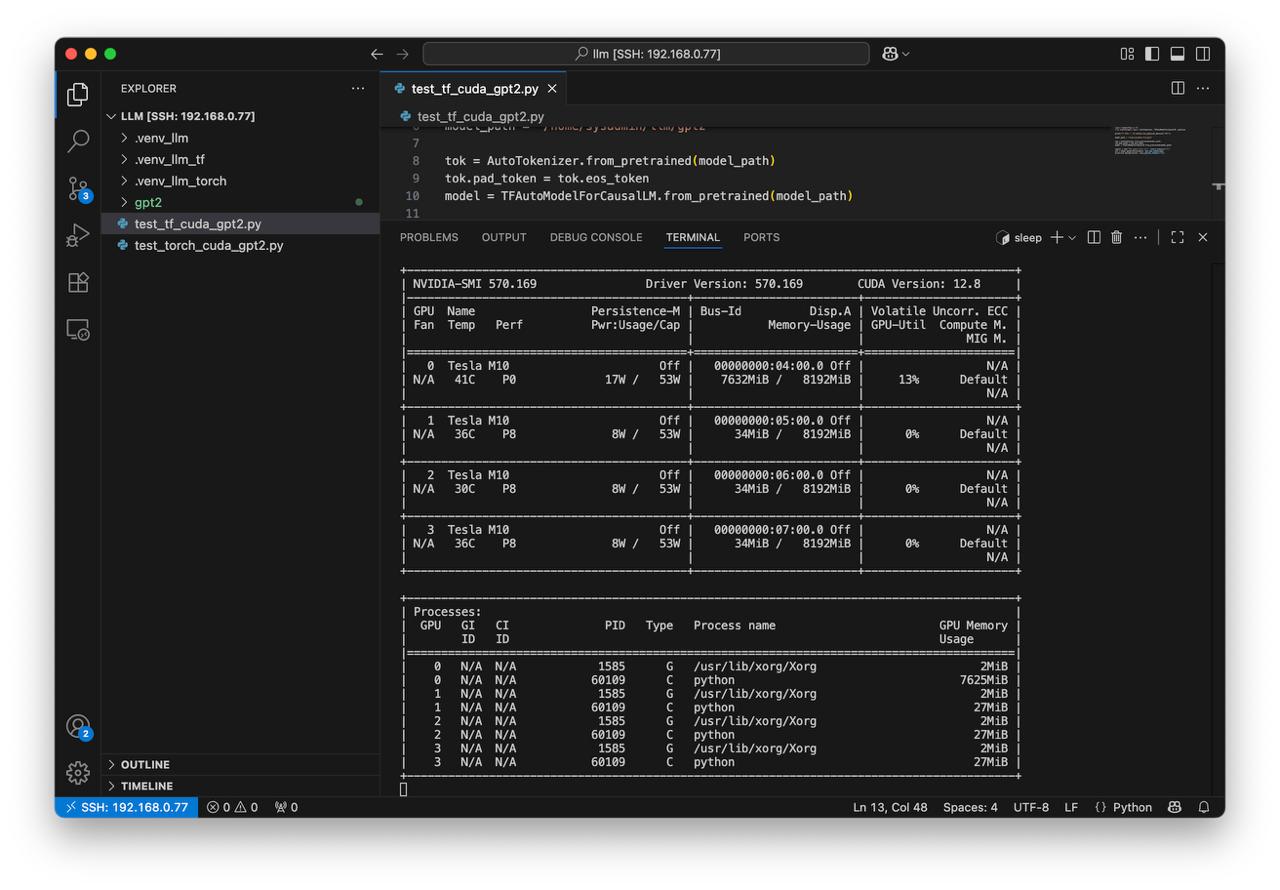 llm [SSH: 192.168.0.77]
EXPLORER
LLM [SSH: 192.168.0.77]
.venv_llm
.venv_llm_tf
.venv_llm_torch
gpt2
test_tf_cuda_gpt2.py
test_torch_cuda_gpt2.py
3
2
OUTLINE
TIMELINE
test_tf_cuda_gpt2.py
test_tf_cuda_gpt2.py
6 model_path = "/home/sysadmin/llm/gpt2"
7
8 tok = AutoTokenizer.from_pretrained(model_path)
9 tok.pad_token = tok.eos_token
10 model = TFAutoModelForCausalLM.from_pretrained(model_path)
11
PROBLEMS OUTPUT DEBUG CONSOLE TERMINAL PORTS sleep
NVIDIA-SMI 570.169 Driver Version: 570.169 CUDA Version: 12.8
GPU Name Persistence-M | Bus-Id Disp.A | Volatile Uncorr. ECC
Fan Temp Perf Pwr:Usage/Cap | Memory-Usage | GPU-Util Compute M.
MIG M.
0 Tesla M10 Off | 00000000:04:00.0 Off | N/A
N/A 41C P0 17W / 53W | 7632MiB / 8192MiB | 13% Default
N/A
1 Tesla M10 Off | 00000000:05:00.0 Off | N/A
N/A 36C P8 8W / 53W | 34MiB / 8192MiB | 0% Default
N/A
2 Tesla M10 Off | 00000000:06:00.0 Off | N/A
N/A 30C P8 8W / 53W | 34MiB / 8192MiB | 0% Default
N/A
3 Tesla M10 Off | 00000000:07:00.0 Off | N/A
N/A 36C P8 8W / 53W | 34MiB / 8192MiB | 0% Default
N/A
Processes:
GPU GI CI PID Type Process name GPU Memory
ID ID Usage
0 N/A N/A 1585 G /usr/lib/xorg/Xorg 2MiB
0 N/A N/A 60109 C python 7625MiB
1 N/A N/A 1585 G /usr/lib/xorg/Xorg 2MiB
1 N/A N/A 60109 C python 27MiB
2 N/A N/A 1585 G /usr/lib/xorg/Xorg 2MiB
2 N/A N/A 60109 C python 27MiB
3 N/A N/A 1585 G /usr/lib/xorg/Xorg 2MiB
3 N/A N/A 60109 C python 27MiB
SSH: 192.168.0.77 0 0 0 Ln 13, Col 48 Spaces: 4 UTF-8 LF {} Python